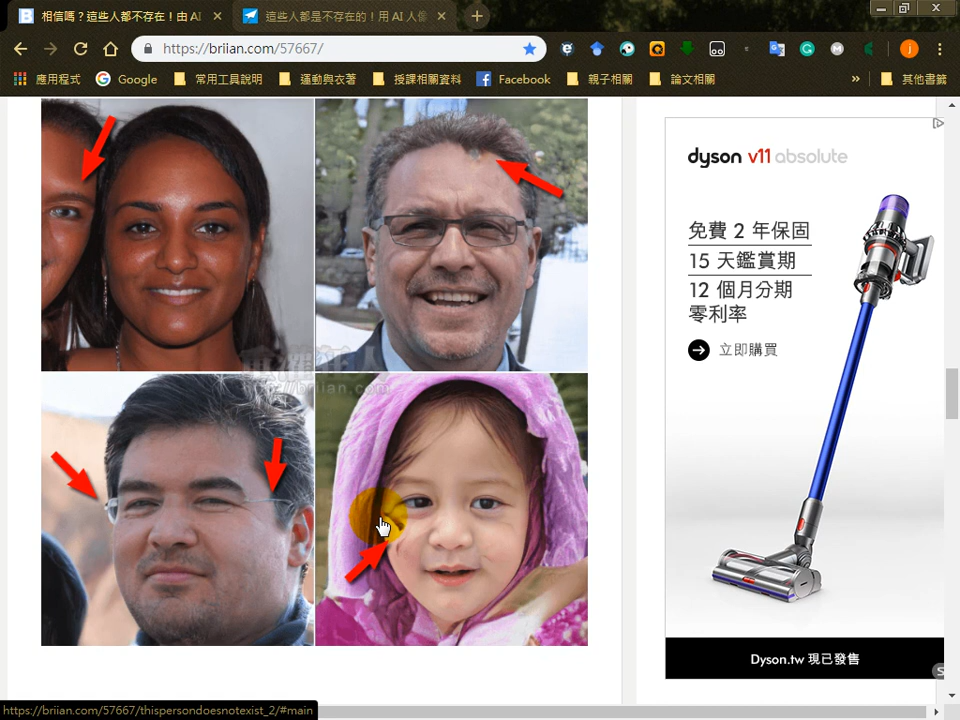 相信嗎？這些人都不存在！由 AI
這些人都是不存在的！用 AI 人像
https://briian.com/57667/
應用程式
Google
常用工具說明
運動與衣著
授課相關資料
Facebook
親子相關
論文相關
其他書籤
dyson v11 absolute
免費 2 年保固
15 天鑑賞期
12 個月分期
零利率
立即購買
http://briian.com
Dyson.tw 現已發售
https://briian.com/57667/thispersondoesnotexist_2/#main